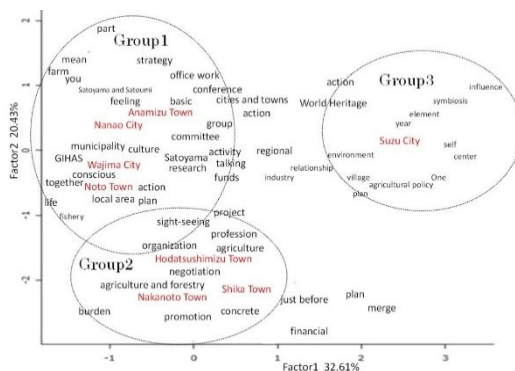 2
1
0
-1
-2
Factor2 20.43%
part
Group1
mean
strategy
farm
you
office work
Satoyama and Satoumi
conference
feeling
basic
cities and towns
Anamizu Town
action
Nanao City
group
committee
municipality
culture
activity
GIHAS
Satoyama
talking
Wajima City
research
conscious
funds
together
Noto Town
action
life
local area
plan
fishery
regional
industry
relationship
action
Group3
influence
World Heritage
symbiosis
element
year
Suzu City
self
environment
center
village
One
agricultural policy
plan
project
sight-seeing
profession
organization
agriculture
Group2
Hodatsushimizu Town
negotiation
agriculture and forestry
Shika Town
Nakanoto Town
burden
promotion
concrete
just before
plan
merge
financial
-1
0
1
2
3
Factor1 32.61%